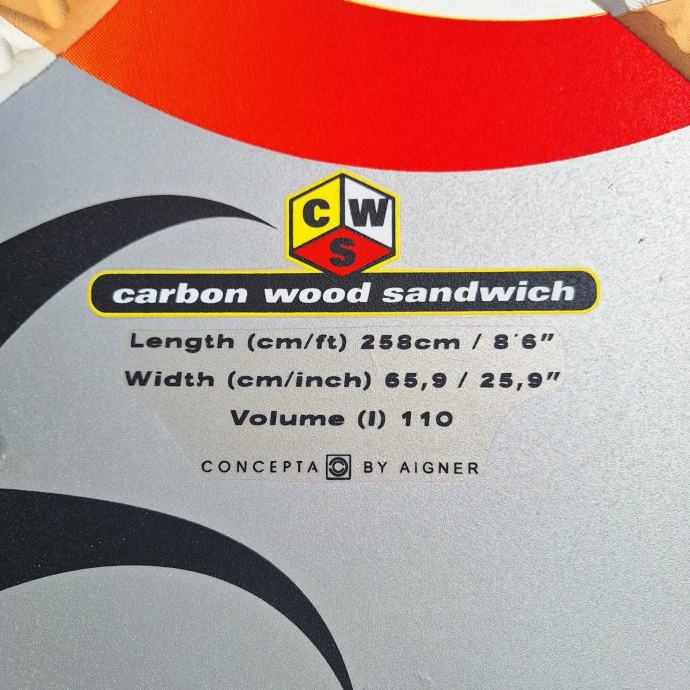 C W
S
carbon wood sandwich
Length (cm/ft) 258cm / 8´6″
Width (cm/inch) 65,9 / 25,9″
Volume (l) 110
CONCEPTA C BY AIGNER